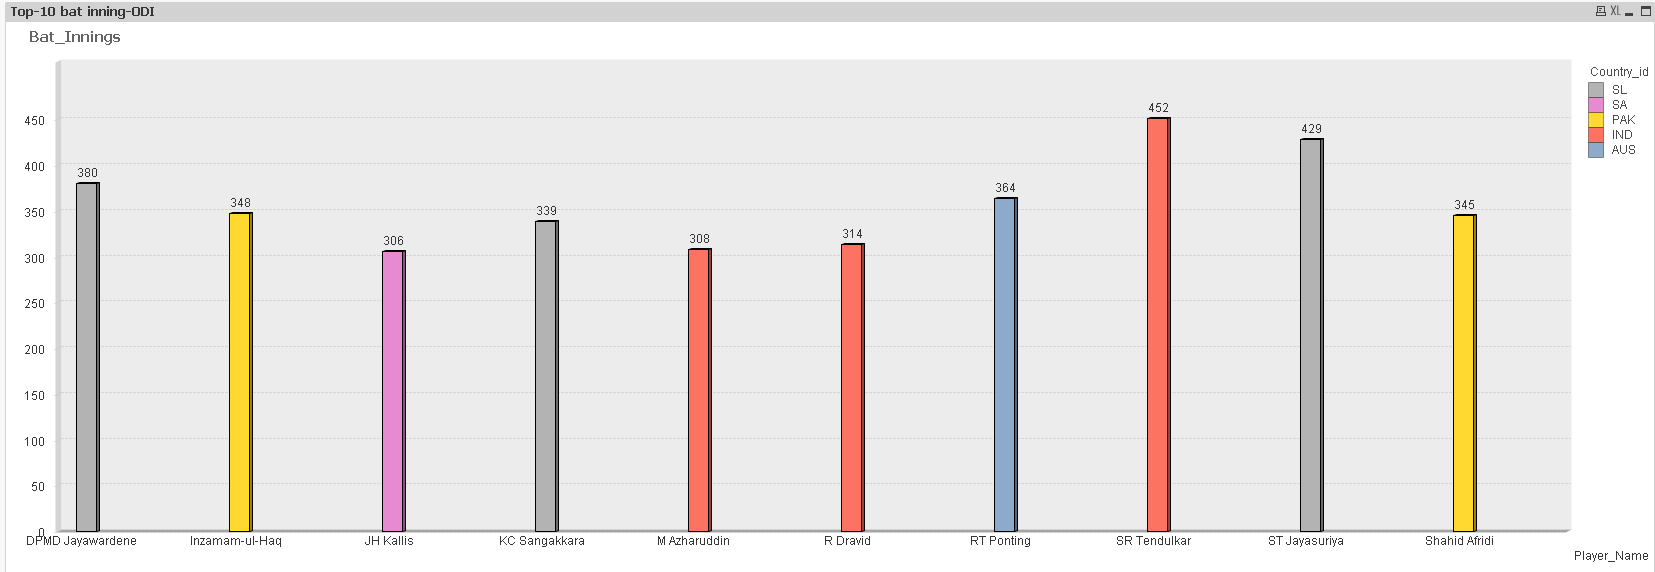 Top-10 bat inning-ODI XL
Bat_Innings
Country_id
SL
SA
PAK
IND
AUS
450
400
350
300
250
200
150
100
50
0
380
348
306
339
308
314
364
452
429
345
DPMD Jayawardene Inzamam-ul-Haq JH Kallis KC Sangakkara M Azharuddin R Dravid RT Ponting SR Tendulkar ST Jayasuriya Shahid Afridi
Player_Name